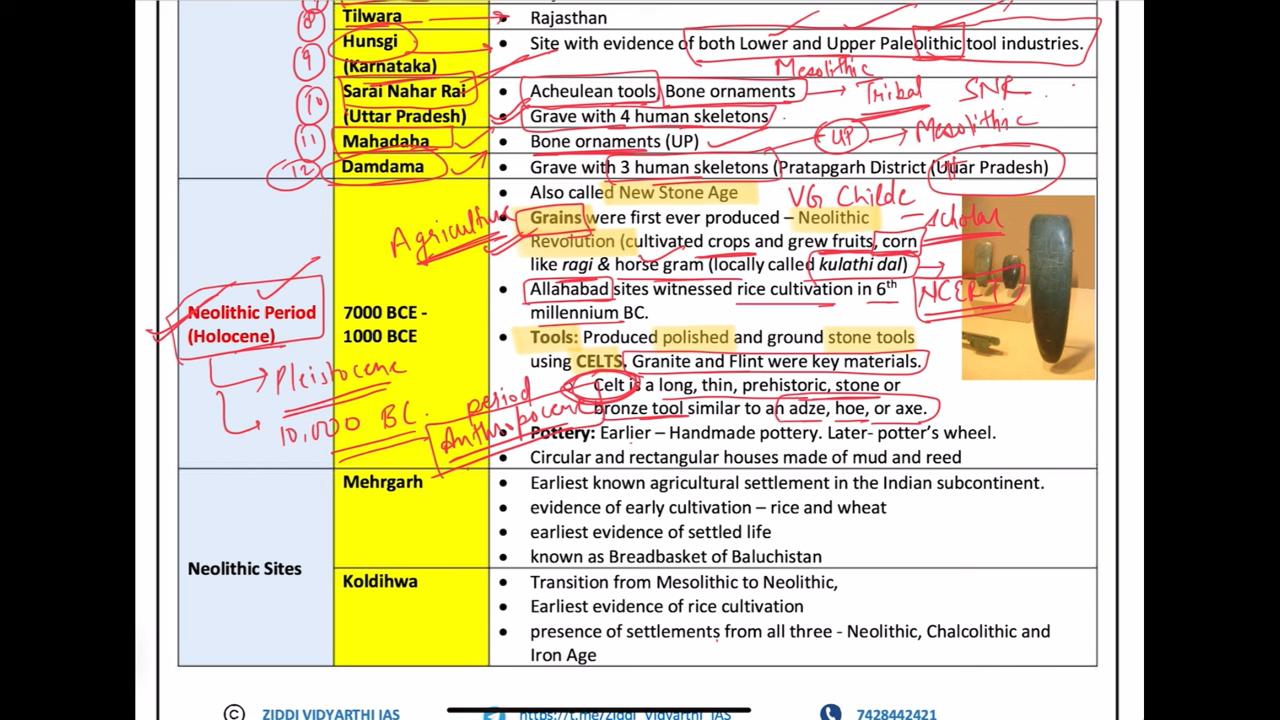 8
Tilwara
Rajasthan
9
Hunsgi
(Karnataka)
Site with evidence of both Lower and Upper Paleolithic tool industries.
Mesolithic
10
Sarai Nahar Rai
(Uttar Pradesh)
Acheulean tools, Bone ornaments
Tribal SNR
Grave with 4 human skeletons
11
Mahadaha
Bone ornaments (UP)
UP Mesolithic
12
Damdama
Grave with 3 human skeletons (Pratapgarh District (Uttar Pradesh)
Neolithic Period
(Holocene)
Pleistocene
10,000 BC
7000 BCE -
1000 BCE
Agriculture
Also called New Stone Age
VG Childe
scholar
Grains were first ever produced – Neolithic
Revolution (cultivated crops and grew fruits, corn
like ragi & horse gram (locally called kulathi dal)
NCERT
Allahabad sites witnessed rice cultivation in 6th
millennium BC.
Tools: Produced polished and ground stone tools
using CELTS. Granite and Flint were key materials.
Celt is a long, thin, prehistoric, stone or
bronze tool similar to an adze, hoe, or axe.
period
Anthropocene
Pottery: Earlier – Handmade pottery. Later- potter's wheel.
Circular and rectangular houses made of mud and reed
Neolithic Sites
Mehrgarh
Earliest known agricultural settlement in the Indian subcontinent.
evidence of early cultivation – rice and wheat
earliest evidence of settled life
known as Breadbasket of Baluchistan
Koldihwa
Transition from Mesolithic to Neolithic,
Earliest evidence of rice cultivation
presence of settlements from all three - Neolithic, Chalcolithic and
Iron Age
© ZIDDI VIDYARTHI IAS
https://t.me/Ziddi_Vidyarthi_IAS
7428442421